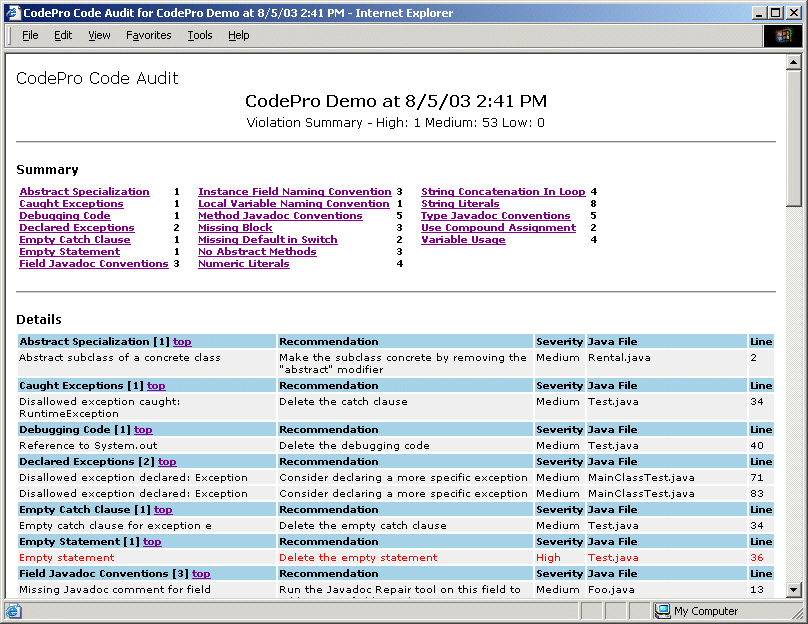 CodePro Code Audit for CodePro Demo at 8/5/03 2:41 PM - Internet Explorer
File Edit View Favorites Tools Help
CodePro Code Audit
CodePro Demo at 8/5/03 2:41 PM
Violation Summary - High: 1 Medium: 53 Low: 0
Summary
Abstract Specialization 1 Instance Field Naming Convention 3 String Concatenation In Loop 4
Caught Exceptions 1 Local Variable Naming Convention 1 String Literals 8
Debugging Code 1 Method Javadoc Conventions 5 Type Javadoc Conventions 5
Declared Exceptions 2 Missing Block 3 Use Compound Assignment 2
Empty Catch Clause 1 Missing Default in Switch 2 Variable Usage 4
Empty Statement 1 No Abstract Methods 3
Field Javadoc Conventions 3 Numeric Literals 4
Details
Abstract Specialization [1] top Recommendation Severity Java File Line
Abstract subclass of a concrete class Make the subclass concrete by removing the Medium Rental.java 2
"abstract" modifier
Caught Exceptions [1] top Recommendation Severity Java File Line
Disallowed exception caught: Delete the catch clause Medium Test.java 34
RuntimeException
Debugging Code [1] top Recommendation Severity Java File Line
Reference to System.out Delete the debugging code Medium Test.java 40
Declared Exceptions [2] top Recommendation Severity Java File Line
Disallowed exception declared: Exception Consider declaring a more specific exception Medium MainClassTest.java 71
Disallowed exception declared: Exception Consider declaring a more specific exception Medium MainClassTest.java 83
Empty Catch Clause [1] top Recommendation Severity Java File Line
Empty catch clause for exception e Delete the empty catch clause Medium Test.java 34
Empty Statement [1] top Recommendation Severity Java File Line
Empty statement Delete the empty statement High Test.java 36
Field Javadoc Conventions [3] top Recommendation Severity Java File Line
Missing Javadoc comment for field Run the Javadoc Repair tool on this field to Medium Foo.java 13
My Computer